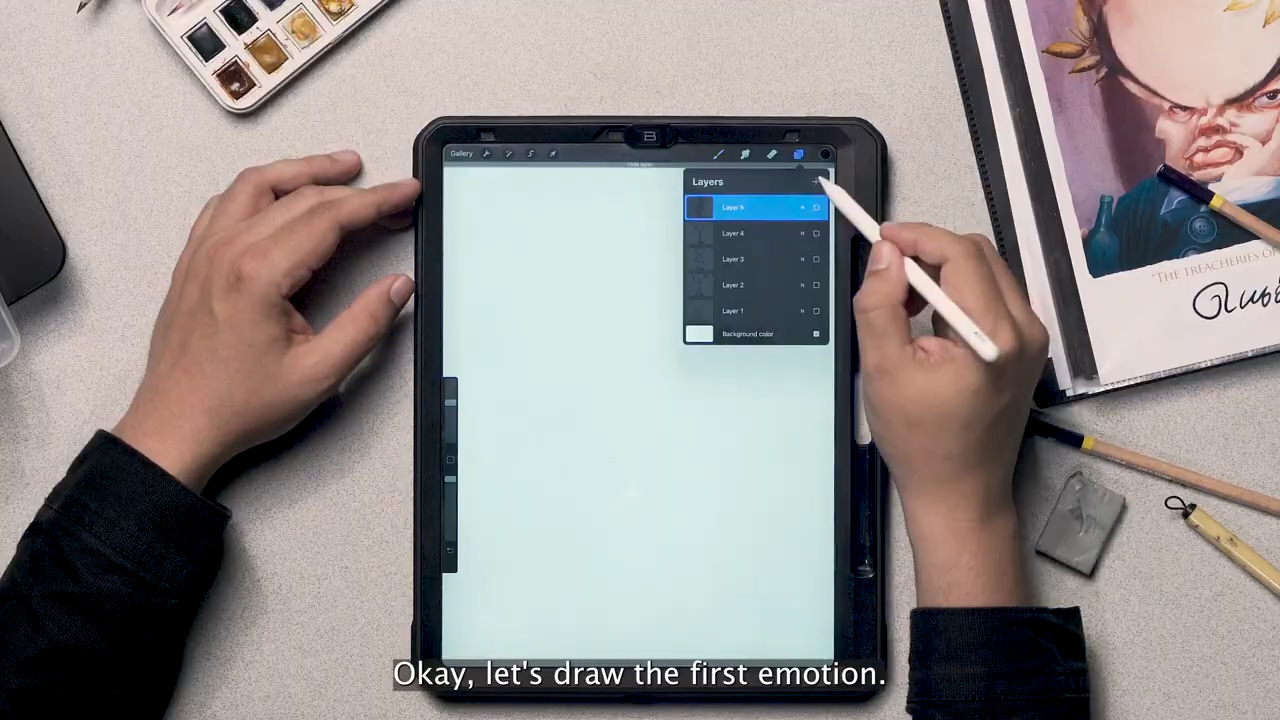 Gallery
Layers
Layer 5 N
Layer 4 N
Layer 3 N
Layer 2 N
Layer 1 N
Background color
"THE TREACHERIES
Okay, let's draw the first emotion.